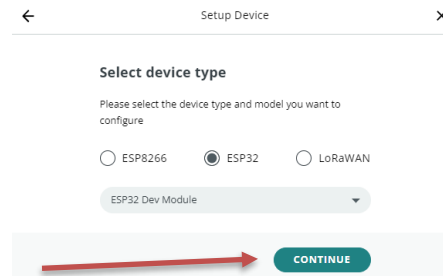 Setup Device
Select device type
Please select the device type and model you want to
configure
ESP8266 ESP32 LoRaWAN
ESP32 Dev Module
CONTINUE